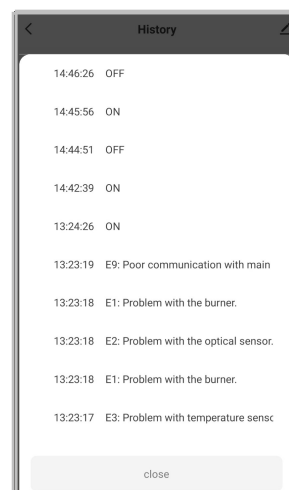 History
14:46:26 OFF
14:45:56 ON
14:44:51 OFF
14:42:39 ON
13:24:26 ON
13:23:19 E9: Poor communication with main
13:23:18 E1: Problem with the burner.
13:23:18 E2: Problem with the optical sensor.
13:23:18 E1: Problem with the burner.
13:23:17 E3: Problem with temperature
close